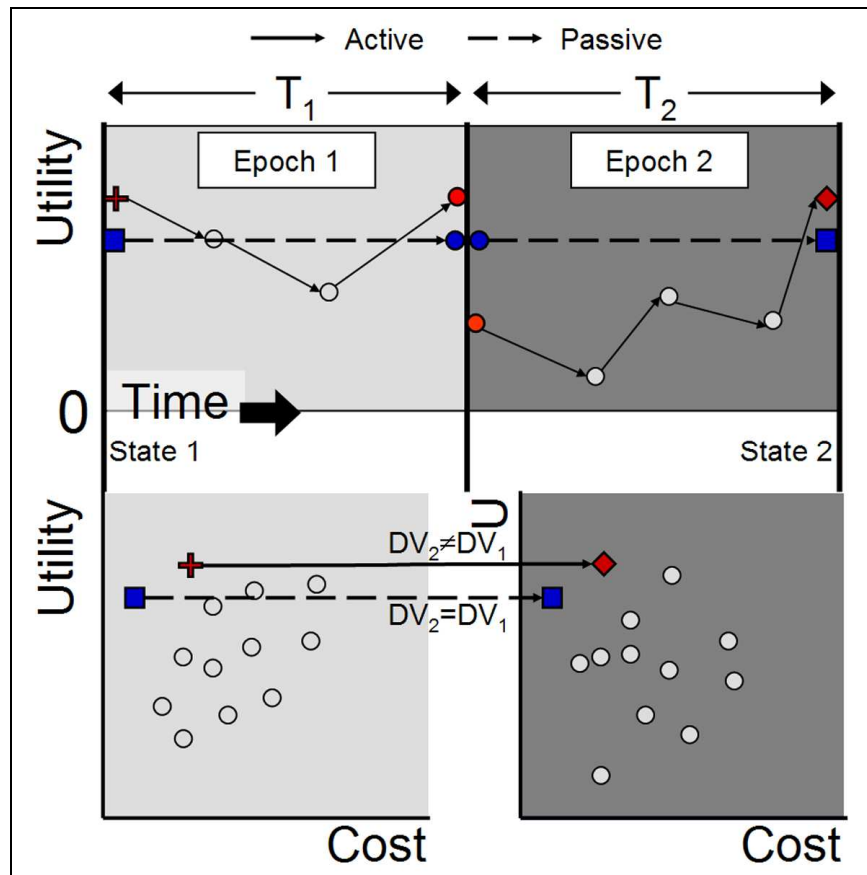 Active Passive
T₁ T₂
Utility
Epoch 1 Epoch 2
0 Time
State 1 State 2
Utility
U
DV₂≠DV₁
DV₂=DV₁
Cost Cost